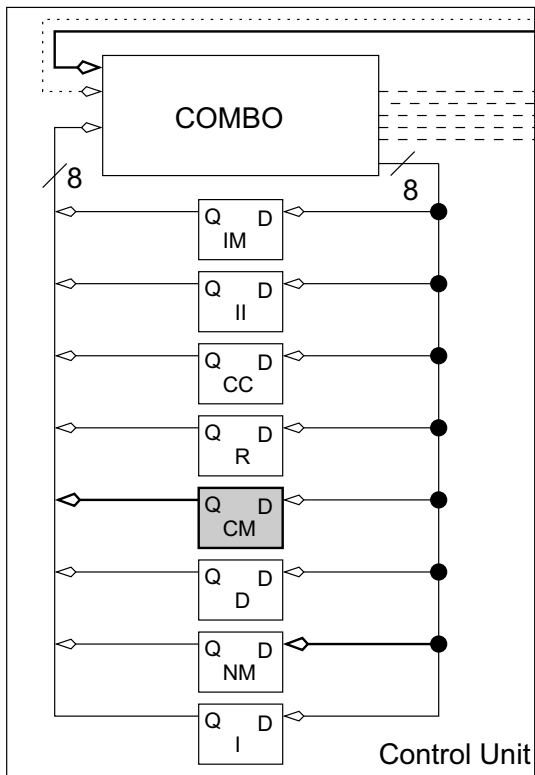 COMBO
8
8
Q D
IM
Q D
II
Q D
CC
Q D
R
Q D
CM
Q D
D
Q D
NM
Q D
I
Control Unit